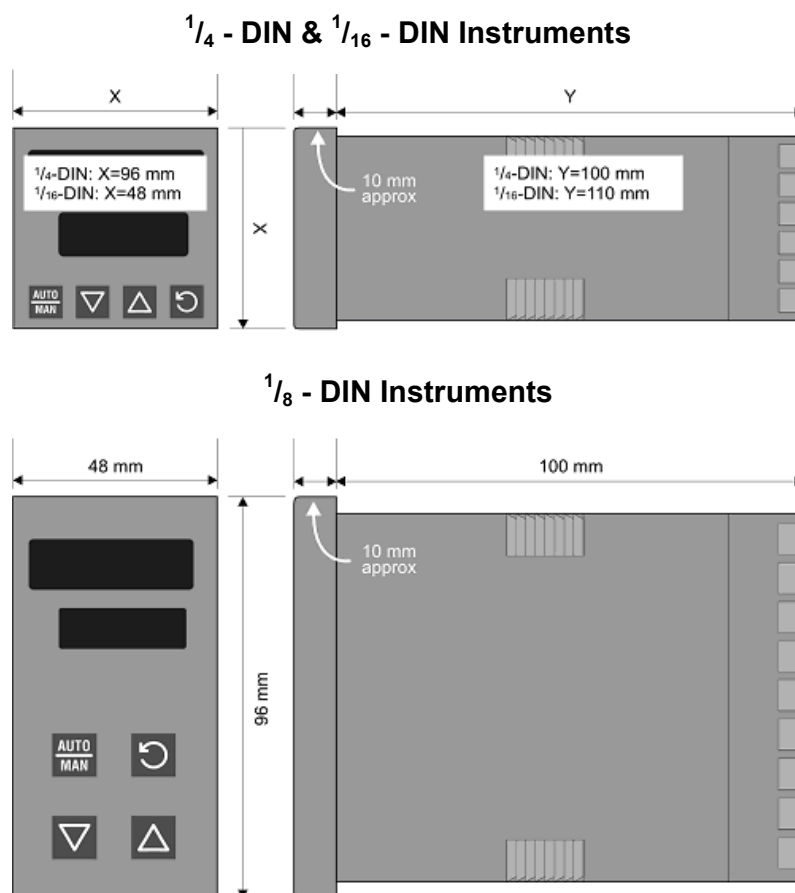 1/4 - DIN & 1/16 - DIN Instruments
X
Y
1/4-DIN: X=96 mm
1/16-DIN: X=48 mm
X
10 mm
approx
1/4-DIN: Y=100 mm
1/16-DIN: Y=110 mm
AUTO
MAN
1/8 - DIN Instruments
48 mm
100 mm
10 mm
approx
96 mm
AUTO
MAN